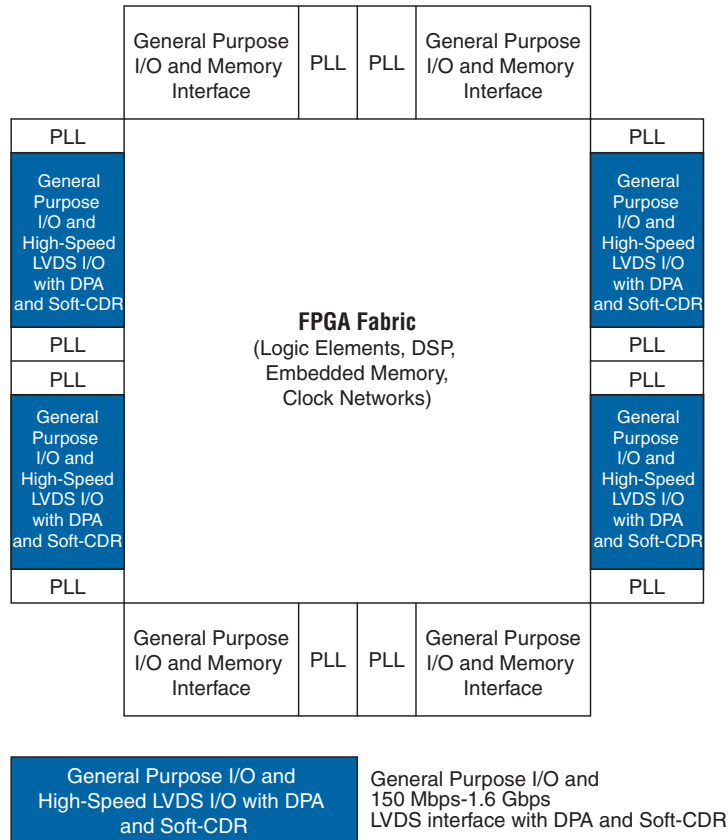 General Purpose
I/O and Memory
Interface
PLL
PLL
General Purpose
I/O and Memory
Interface
PLL
PLL
General
Purpose
I/O and
High-Speed
LVDS I/O
with DPA
and Soft-CDR
General
Purpose
I/O and
High-Speed
LVDS I/O
with DPA
and Soft-CDR
FPGA Fabric
(Logic Elements, DSP,
Embedded Memory,
Clock Networks)
PLL
PLL
PLL
PLL
General
Purpose
I/O and
High-Speed
LVDS I/O
with DPA
and Soft-CDR
General
Purpose
I/O and
High-Speed
LVDS I/O
with DPA
and Soft-CDR
PLL
PLL
General Purpose
I/O and Memory
Interface
PLL
PLL
General Purpose
I/O and Memory
Interface
General Purpose I/O and
High-Speed LVDS I/O with DPA
and Soft-CDR
General Purpose I/O and
150 Mbps-1.6 Gbps
LVDS interface with DPA and Soft-CDR